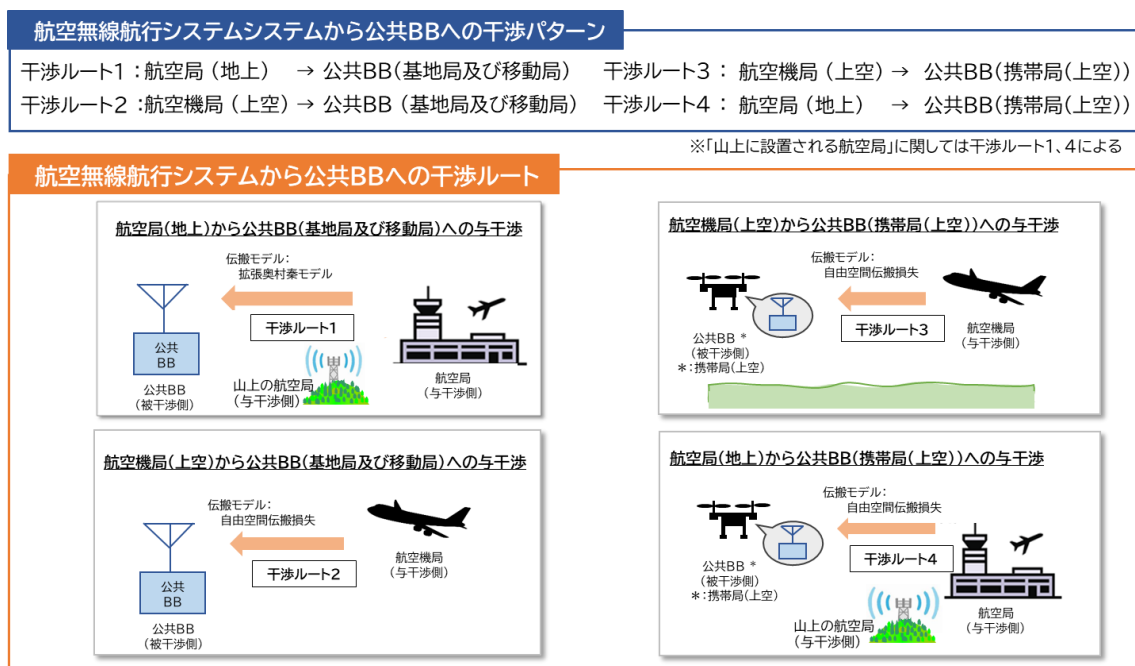 航空無線航行システムシステムから公共BBへの干渉パターン
干渉ルート1：航空局（地上）　→ 公共BB(基地局及び移動局)
干渉ルート2 :航空機局（上空）→ 公共BB（基地局及び移動局）
干渉ルート3： 航空機局（上空）→ 公共BB(携帯局(上空))
干渉ルート4： 航空局（地上）　→ 公共BB(携帯局(上空))
※「山上に設置される航空局」に関しては干渉ルート1、4による
航空無線航行システムから公共BBへの干渉ルート
航空局(地上)から公共BB(基地局及び移動局)への与干渉
伝搬モデル：
拡張奥村秦モデル
干渉ルート1
公共
BB
公共BB
(被干渉側)
山上の航空局
(与干渉側)
航空局
(与干渉側)
航空機局(上空)から公共BB(携帯局(上空))への与干渉
伝搬モデル：
自由空間伝搬損失
干渉ルート3
公共BB *
(被干渉側)
*：携帯局(上空)
航空機局
(与干渉側)
航空機局(上空)から公共BB(基地局及び移動局)への与干渉
伝搬モデル：
自由空間伝搬損失
干渉ルート2
公共
BB
公共BB
(被干渉側)
航空機局
(与干渉側)
航空局(地上)から公共BB(携帯局(上空))への与干渉
伝搬モデル：
自由空間伝搬損失
干渉ルート4
公共BB *
(被干渉側)
*：携帯局(上空)
山上の航空局
(与干渉側)
航空局
(与干渉側)